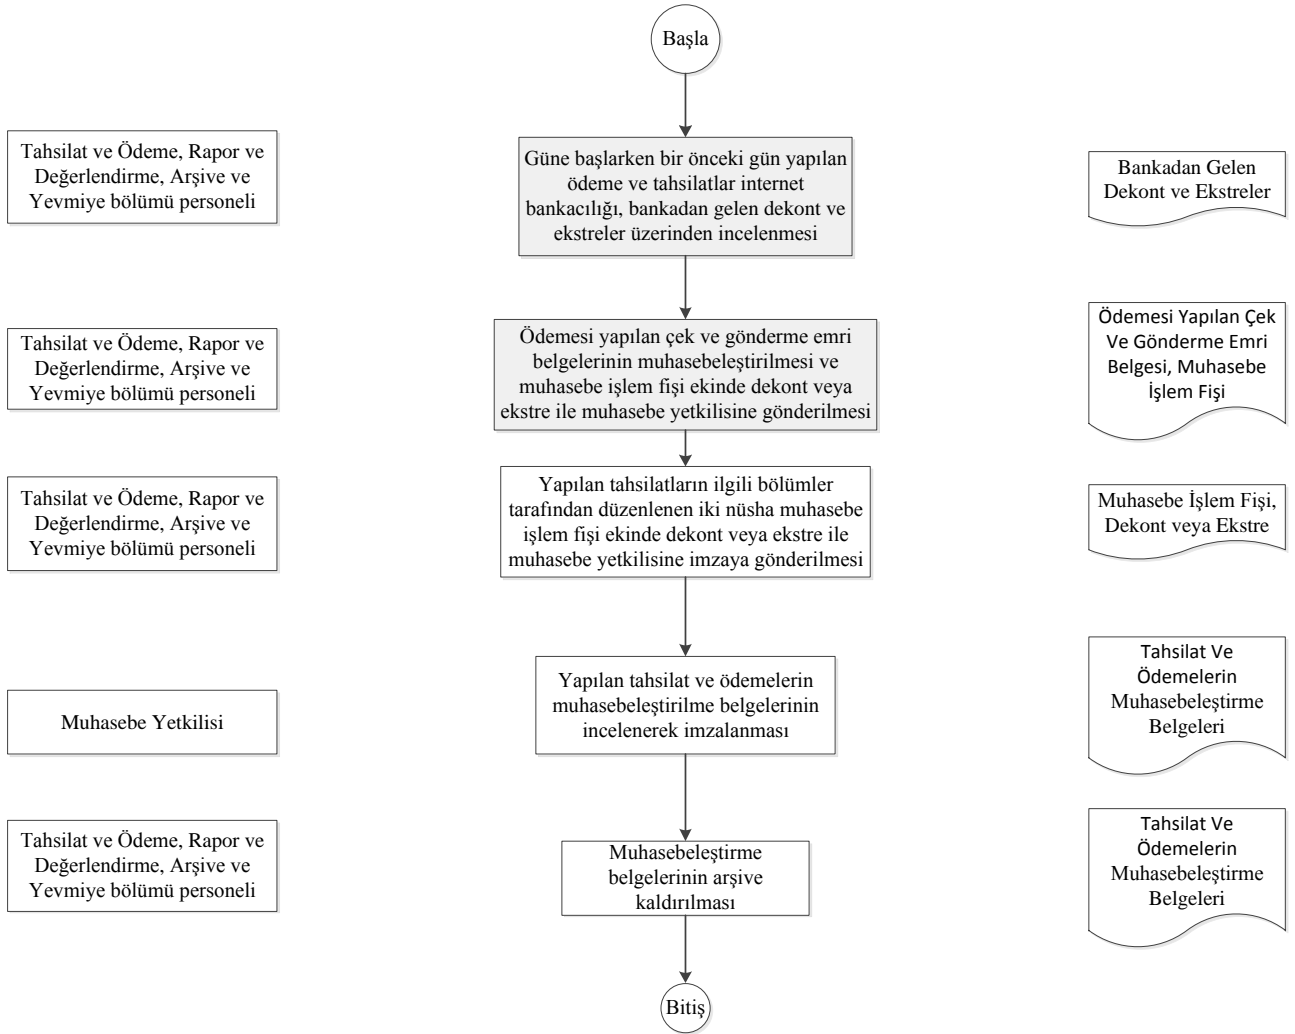 Başla
Tahsilat ve Ödeme, Rapor ve
Değerlendirme, Arşive ve
Yevmiye bölümü personeli
Güne başlarken bir önceki gün yapılan
ödeme ve tahsilatlar internet
bankacılığı, bankadan gelen dekont ve
ekstreler üzerinden incelenmesi
Bankadan Gelen
Dekont ve Ekstreler
Tahsilat ve Ödeme, Rapor ve
Değerlendirme, Arşive ve
Yevmiye bölümü personeli
Ödemesi yapılan çek ve gönderme emri
belgelerinin muhasebeleştirilmesi ve
muhasebe işlem fişi ekinde dekont veya
ekstre ile muhasebe yetkilisine gönderilmesi
Ödemesi Yapılan Çek
Ve Gönderme Emri
Belgesi, Muhasebe
İşlem Fişi
Tahsilat ve Ödeme, Rapor ve
Değerlendirme, Arşive ve
Yevmiye bölümü personeli
Yapılan tahsilatların ilgili bölümler
tarafından düzenlenen iki nüsha muhasebe
işlem fişi ekinde dekont veya ekstre ile
muhasebe yetkilisine imzaya gönderilmesi
Muhasebe İşlem Fişi,
Dekont veya Ekstre
Muhasebe Yetkilisi
Yapılan tahsilat ve ödemelerin
muhasebeleştirilme belgelerinin
incelenerek imzalanması
Tahsilat Ve
Ödemelerin
Muhasebeleştirme
Belgeleri
Tahsilat ve Ödeme, Rapor ve
Değerlendirme, Arşive ve
Yevmiye bölümü personeli
Muhasebeleştirme
belgelerinin arşive
kaldırılması
Tahsilat Ve
Ödemelerin
Muhasebeleştirme
Belgeleri
Bitiş